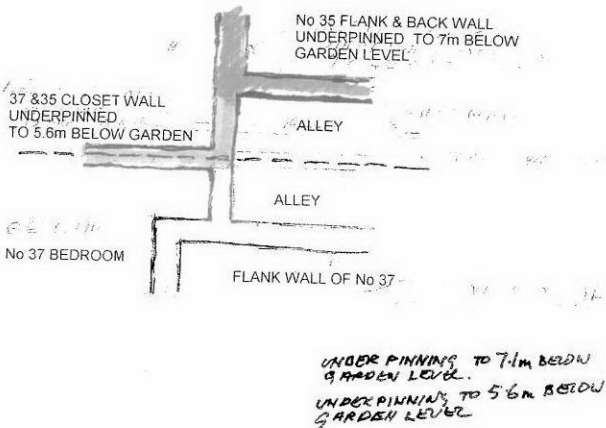 No 35 FLANK & BACK WALL
UNDERPINNED TO 7m BELOW
GARDEN LEVEL
37 &35 CLOSET WALL
UNDERPINNED
TO 5.6m BELOW GARDEN
ALLEY
ALLEY
No 37 BEDROOM
FLANK WALL OF No 37
UNDER PINNING TO 7.1m BELOW
GARDEN LEVEL.
UNDERPINNING TO 5.6m BELOW
GARDEN LEVEL